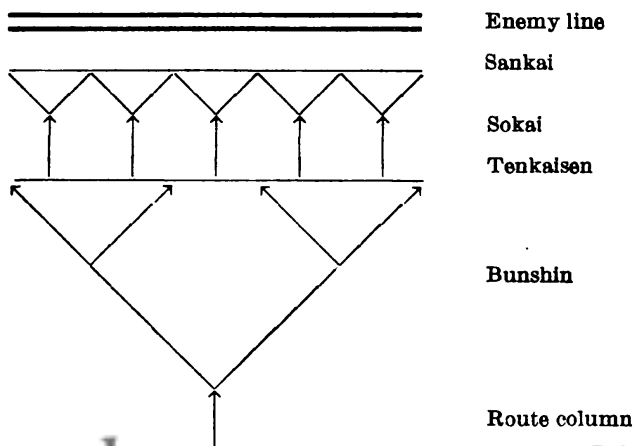 Enemy line
Sankai
Sokai
Tenkaisen
Bunshin
Route column